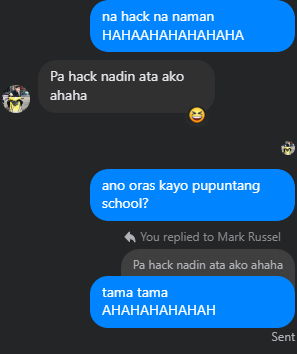 na hack na naman
HAHAAHAHAHAHAHA
Pa hack nadin ata ako
ahaha
ano oras kayo pupuntang
school?
You replied to Mark Russel
Pa hack nadin ata ako ahaha
tama tama
AHAHAHAHAHAH
Sent